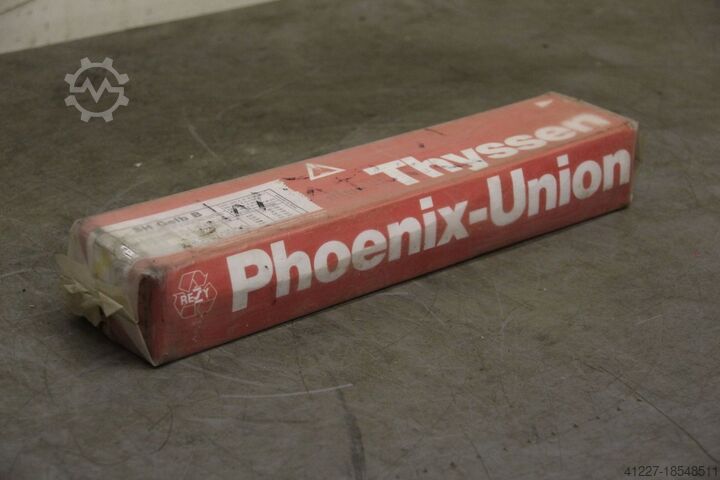 Thyssen
Phoenix-Union
SH Gelb B
REZY
41227-18548511